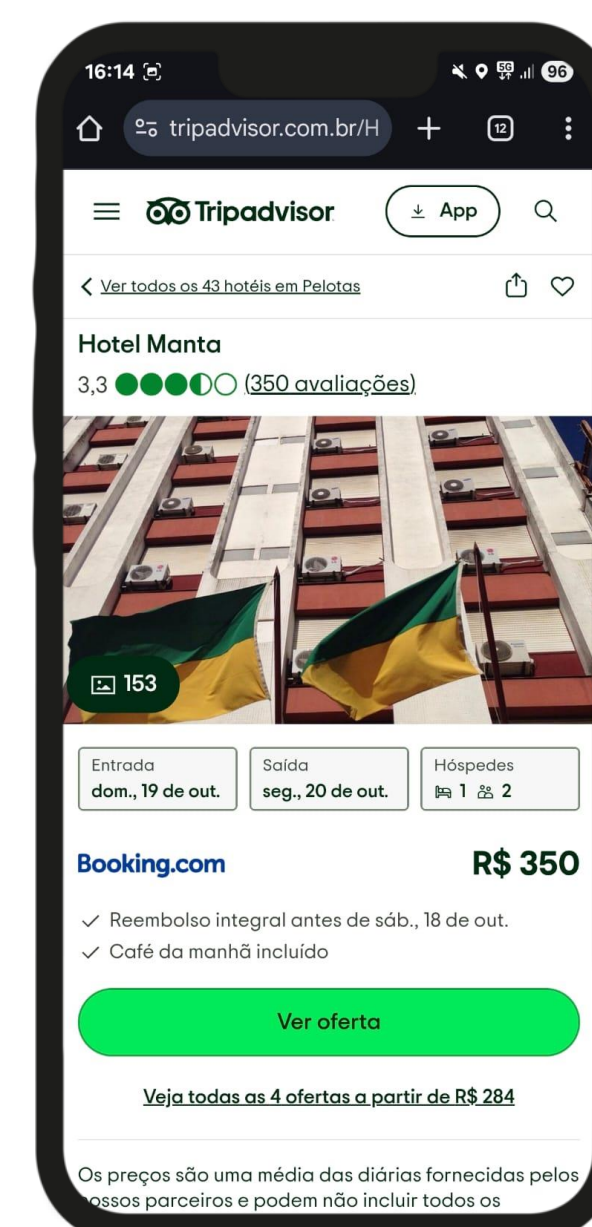 16:14
5G
96
tripadvisor.com.br/H
12
Tripadvisor
App
Ver todos os 43 hotéis em Pelotas
Hotel Manta
3,3 (350 avaliações)
153
Entrada
dom., 19 de out.
Saída
seg., 20 de out.
Hóspedes
1 2
Booking.com
R$ 350
Reembolso integral antes de sáb., 18 de out.
Café da manhã incluído
Ver oferta
Veja todas as 4 ofertas a partir de R$ 284
Os preços são uma média das diárias fornecidas pelos
nossos parceiros e podem não incluir todos os